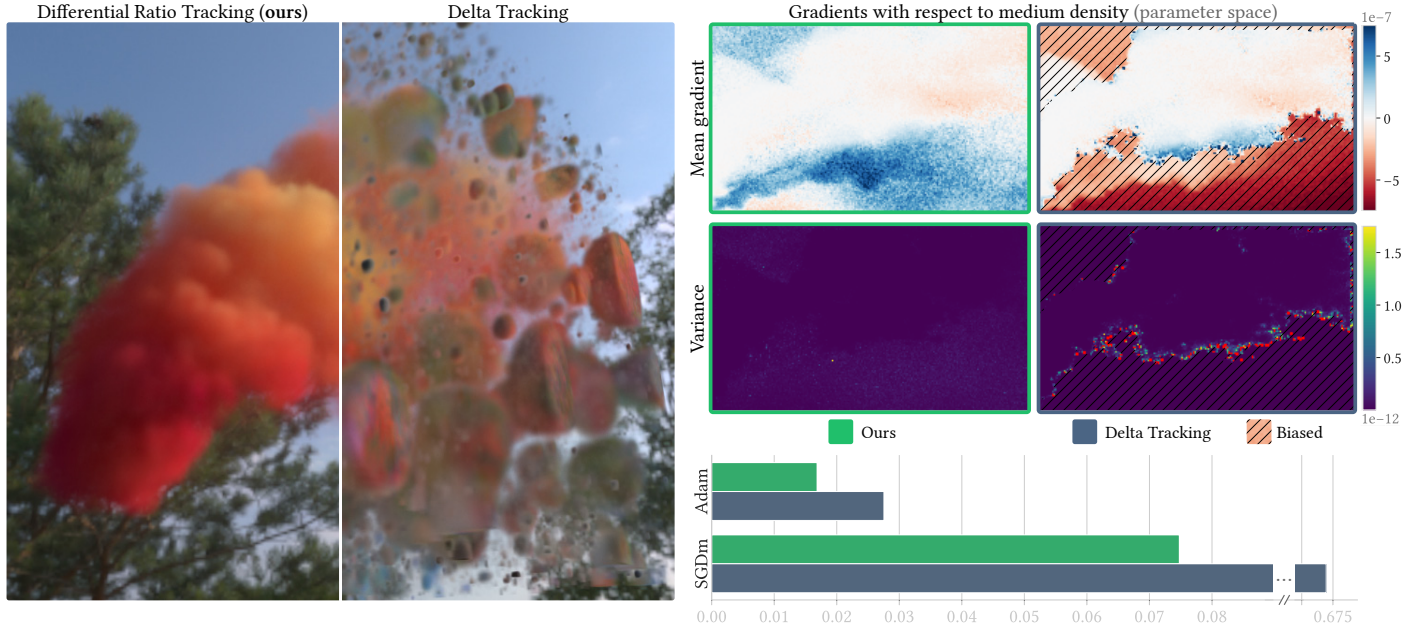 Differential Ratio Tracking (ours)
Delta Tracking
Gradients with respect to medium density (parameter space)
1e−7
Mean gradient
5
0
−5
Variance
1.5
1.0
0.5
1e−12
Ours
Delta Tracking
Biased
Adam
SGDm
...
//
0.00 0.01 0.02 0.03 0.04 0.05 0.06 0.07 0.08 0.675